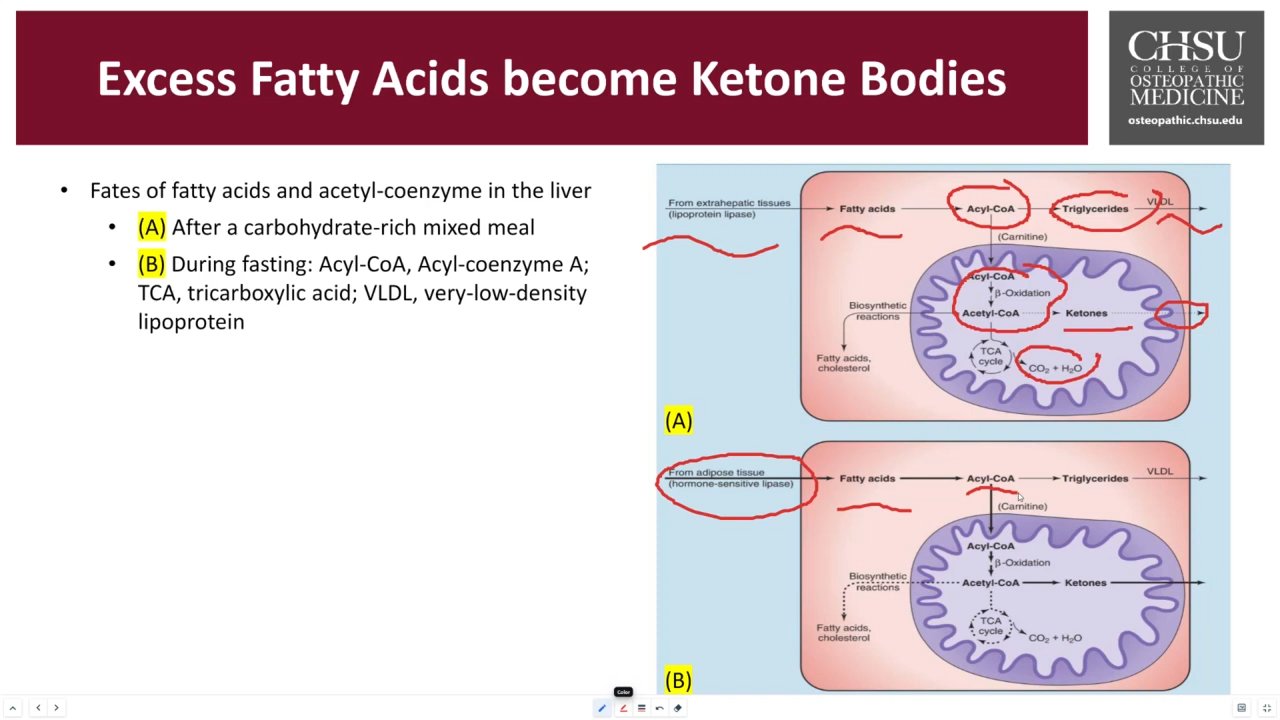 Excess Fatty Acids become Ketone Bodies
CHSU
COLLEGE OF
OSTEOPATHIC
MEDICINE
osteopathic.chsu.edu
• Fates of fatty acids and acetyl-coenzyme in the liver
• (A) After a carbohydrate-rich mixed meal
• (B) During fasting: Acyl-CoA, Acyl-coenzyme A;
TCA, tricarboxylic acid; VLDL, very-low-density
lipoprotein
From extrahepatic tissues
(lipoprotein lipase)
Fatty acids
Acyl-CoA
Triglycerides
VLDL
(Carnitine)
Acyl-CoA
β-Oxidation
Biosynthetic
reactions
Acetyl-CoA
Ketones
TCA
cycle
CO₂ + H₂O
Fatty acids,
cholesterol
(A)
From adipose tissue
(hormone-sensitive lipase)
Fatty acids
Acyl-CoA
Triglycerides
VLDL
(Carnitine)
Acyl-CoA
β-Oxidation
Biosynthetic
reactions
Acetyl-CoA
Ketones
TCA
cycle
CO₂ + H₂O
Fatty acids,
cholesterol
(B)
Color